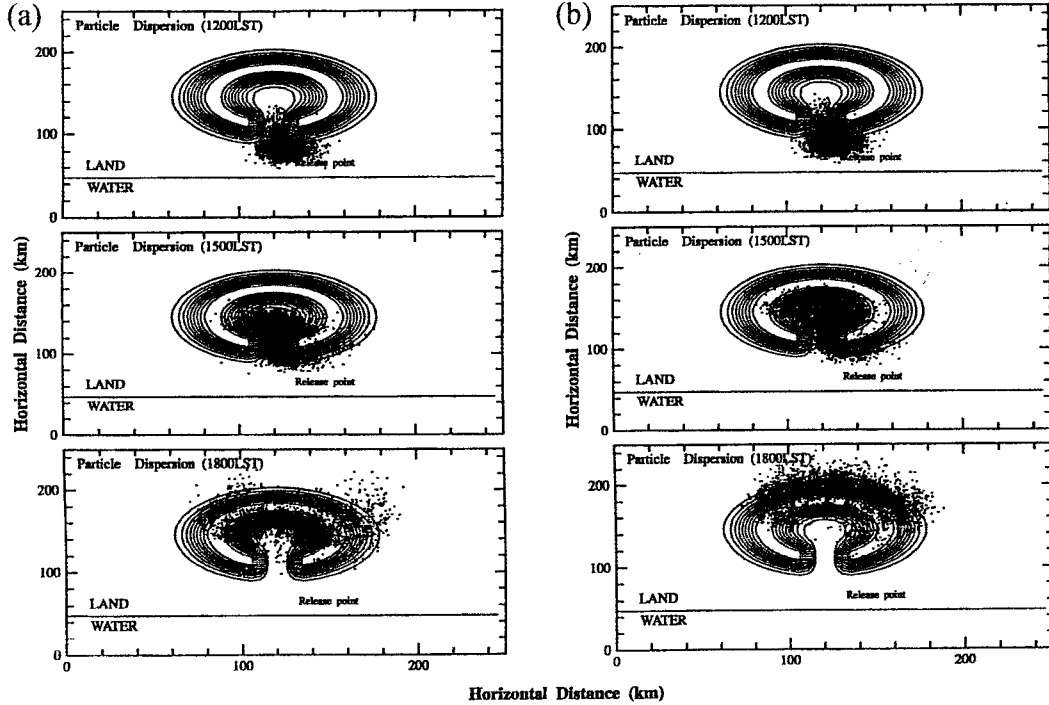 (a)
Particle Dispersion (1200LST)
200
100
0
LAND
WATER
Release point
Particle Dispersion (1500LST)
200
100
0
LAND
WATER
Release point
Particle Dispersion (1800LST)
200
100
0
LAND
WATER
Release point
0 100 200
Horizontal Distance (km)
(b)
Particle Dispersion (1200LST)
200
100
0
LAND
WATER
Release point
Particle Dispersion (1500LST)
200
100
0
LAND
WATER
Release point
Particle Dispersion (1800LST)
200
100
0
LAND
WATER
Release point
0 100 200
Horizontal Distance (km)
Horizontal Distance (km)